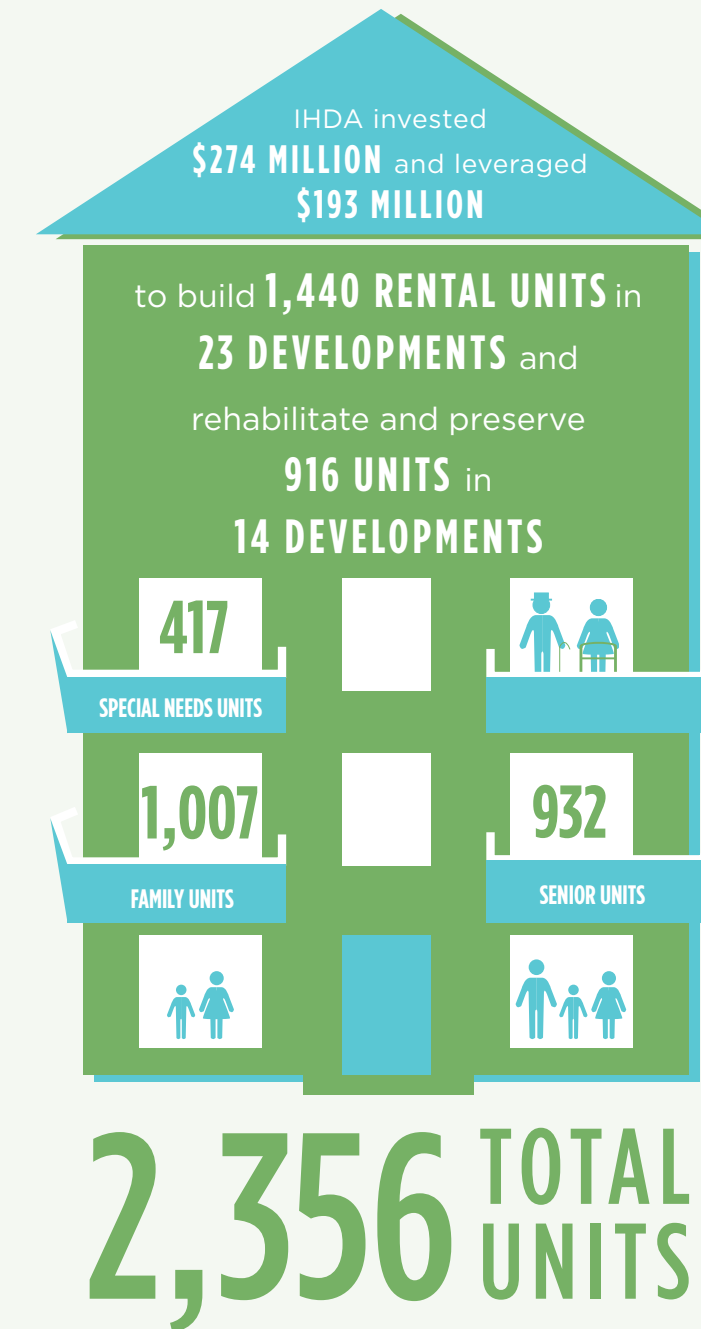 IHDA invested
$274 MILLION and leveraged
$193 MILLION
to build 1,440 RENTAL UNITS in
23 DEVELOPMENTS and
rehabilitate and preserve
916 UNITS in
14 DEVELOPMENTS
417
SPECIAL NEEDS UNITS
1,007
FAMILY UNITS
932
SENIOR UNITS
2,356 TOTAL
UNITS